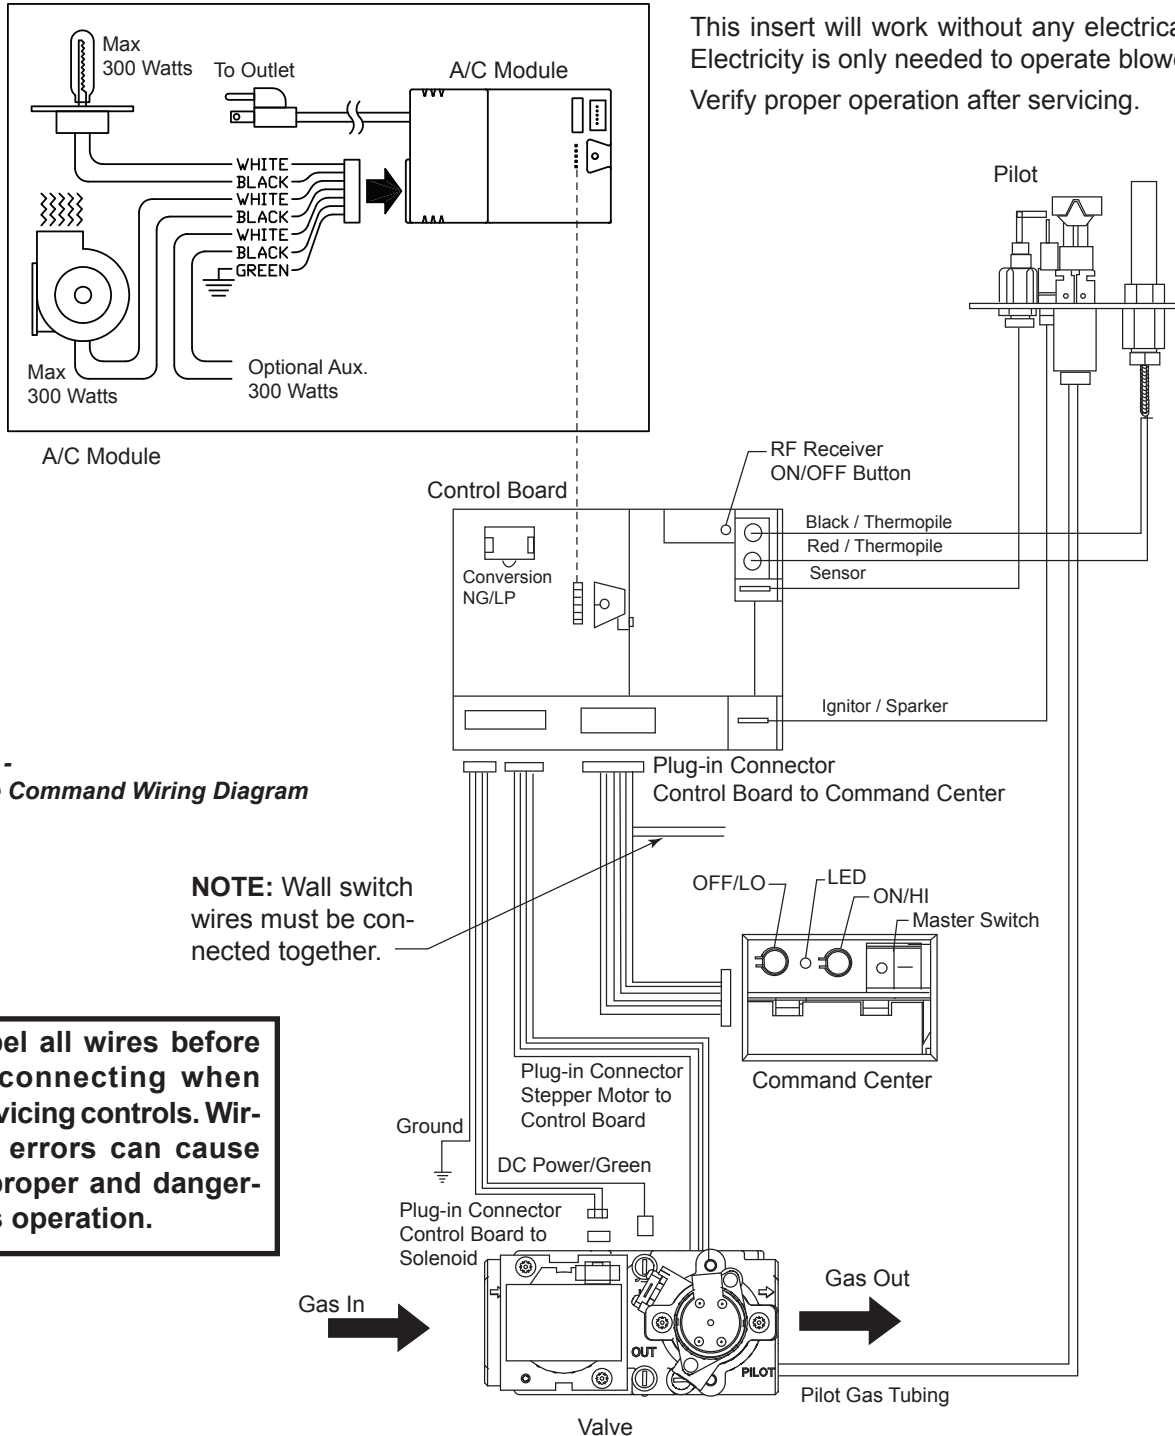 This insert will work without any electrica
Electricity is only needed to operate blowe
Verify proper operation after servicing.
Max
300 Watts
To Outlet
A/C Module
WHITE
BLACK
WHITE
BLACK
WHITE
BLACK
GREEN
Max
300 Watts
Optional Aux.
300 Watts
A/C Module
Pilot
RF Receiver
ON/OFF Button
Control Board
Conversion
NG/LP
Black / Thermopile
Red / Thermopile
Sensor
Ignitor / Sparker
Plug-in Connector
Control Board to Command Center
-
e Command Wiring Diagram
NOTE: Wall switch
wires must be con-
nected together.
OFF/LO
LED
ON/HI
Master Switch
Command Center
bel all wires before
connecting when
vicing controls. Wir-
errors can cause
proper and danger-
s operation.
Plug-in Connector
Stepper Motor to
Control Board
Ground
DC Power/Green
Plug-in Connector
Control Board to
Solenoid
Gas In
Gas Out
OUT
PILOT
Pilot Gas Tubing
Valve